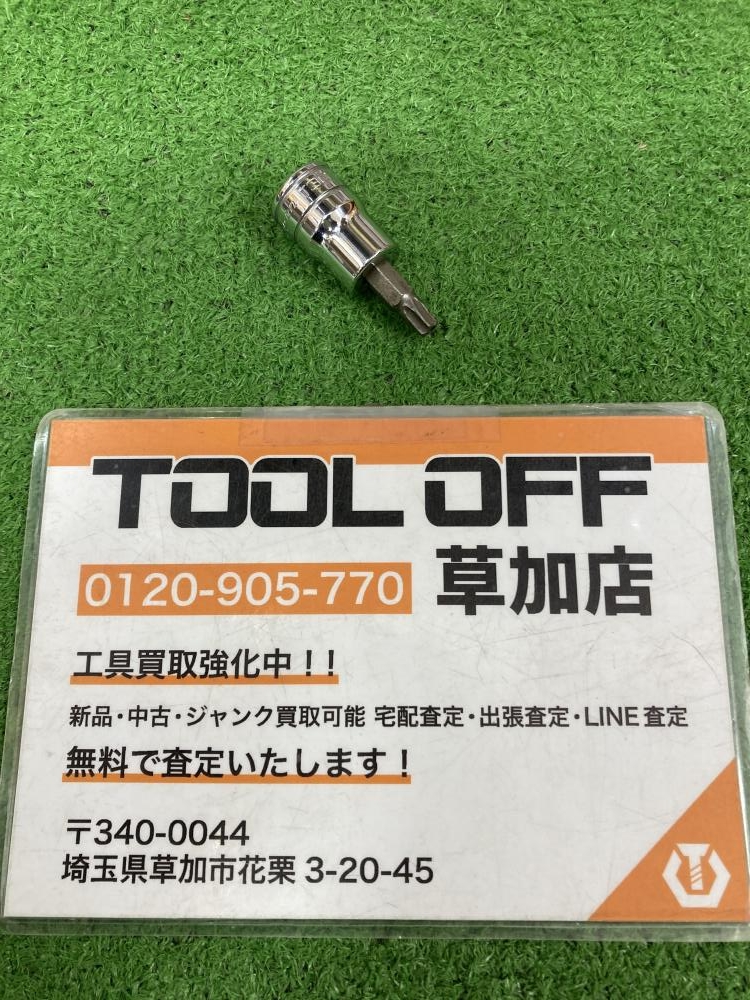 TOOL OFF
0120-905-770 草加店
工具買取強化中！！
新品・中古・ジャンク買取可能 宅配査定・出張査定・LINE査定
無料で査定いたします！
〒340-0044
埼玉県草加市花栗 3-20-45